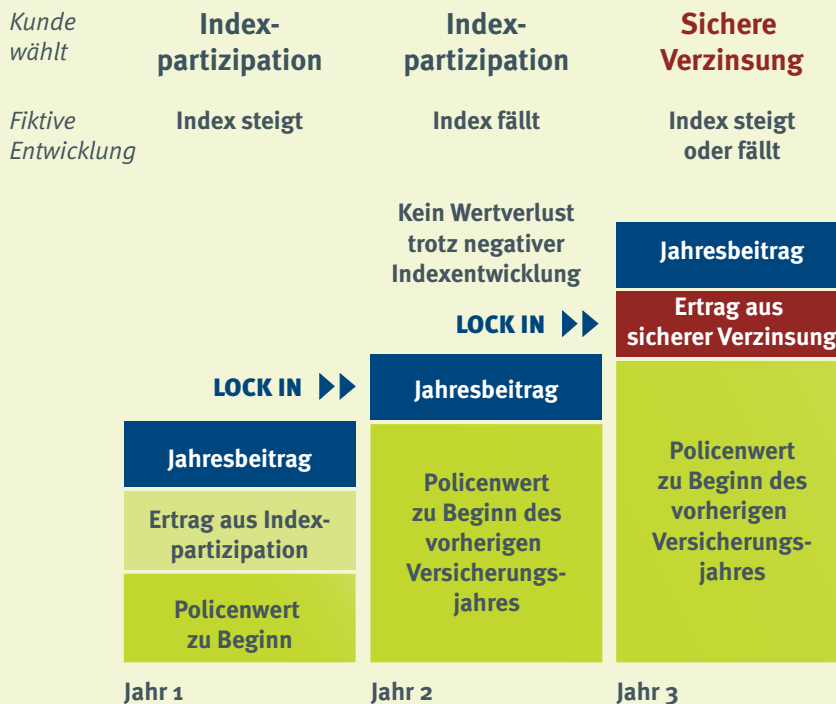 Kunde
wählt
Index-
partizipation
Index-
partizipation
Sichere
Verzinsung
Fiktive
Entwicklung
Index steigt
Index fällt
Index steigt
oder fällt
Kein Wertverlust
trotz negativer
Indexentwicklung
LOCK IN
LOCK IN
Jahresbeitrag
Ertrag aus Index-
partizipation
Policenwert
zu Beginn
Jahresbeitrag
Policenwert
zu Beginn des
vorherigen
Versicherungs-
jahres
Jahresbeitrag
Ertrag aus
sicherer Verzinsung
Policenwert
zu Beginn des
vorherigen
Versicherungs-
jahres
Jahr 1
Jahr 2
Jahr 3